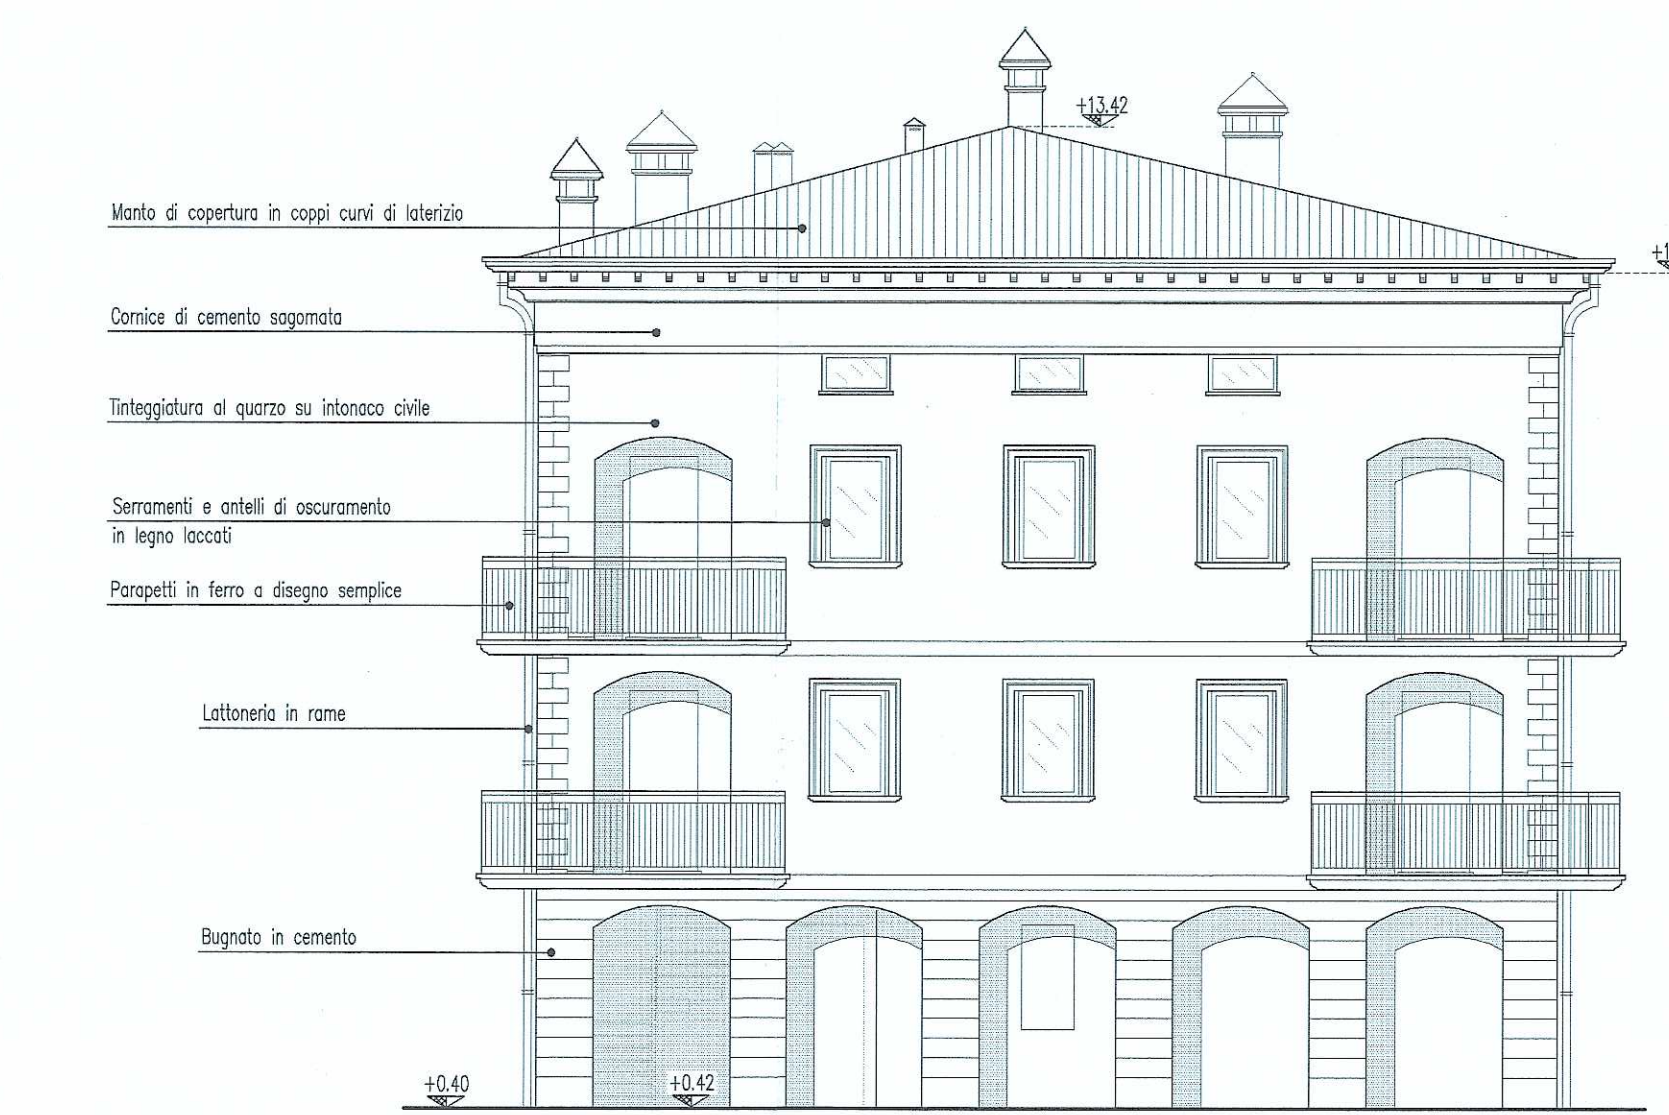 +13.42
Manto di copertura in coppi curvi di laterizio
Cornice di cemento sagomata
Tinteggiatura al quarzo su intonaco civile
Serramenti e antelli di oscuramento
in legno laccati
Parapetti in ferro a disegno semplice
Lattoneria in rame
Bugnato in cemento
+0.40
+0.42